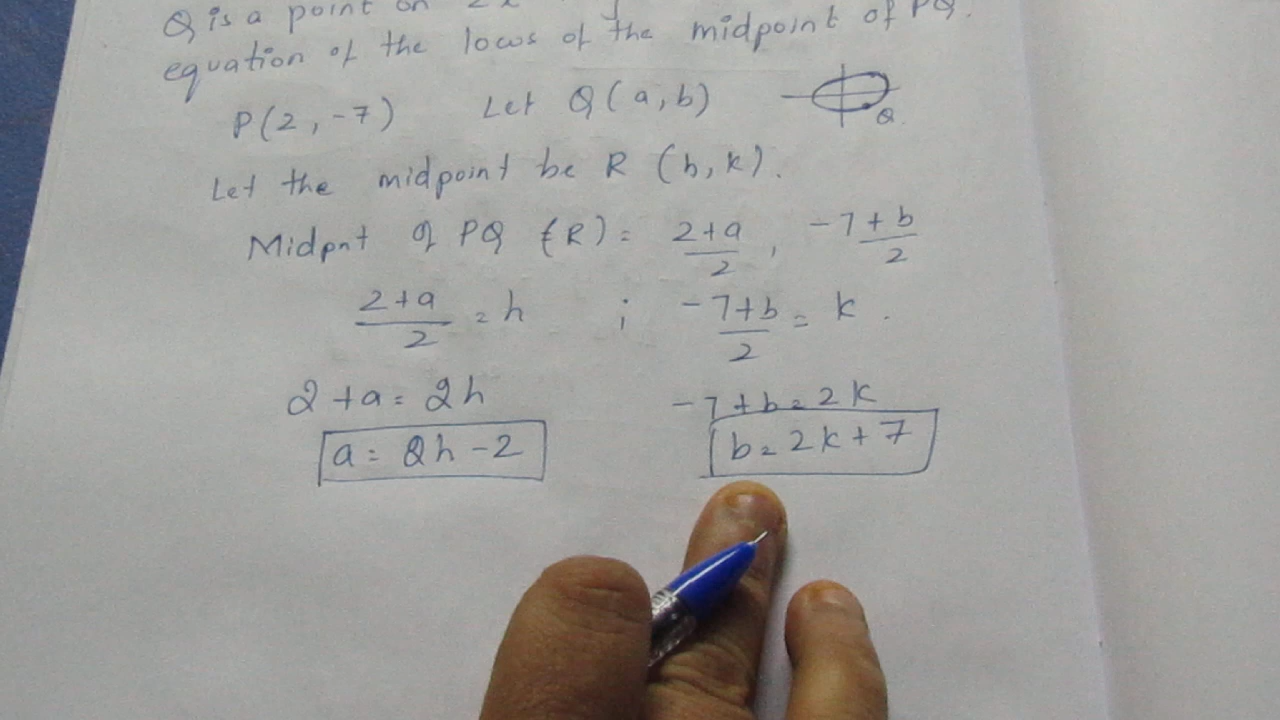 Q is a point on 2x
equation of the locus of the midpoint of PQ.
P(2, -7) Let Q(a, b)
Q.
Let the midpoint be R (h, k).
Midpnt of PQ (R) = 2+a/2 , -7+b/2
2+a/2 = h ; -7+b/2 = k .
2+a = 2h -7+b = 2k
a = 2h-2 b = 2k+7